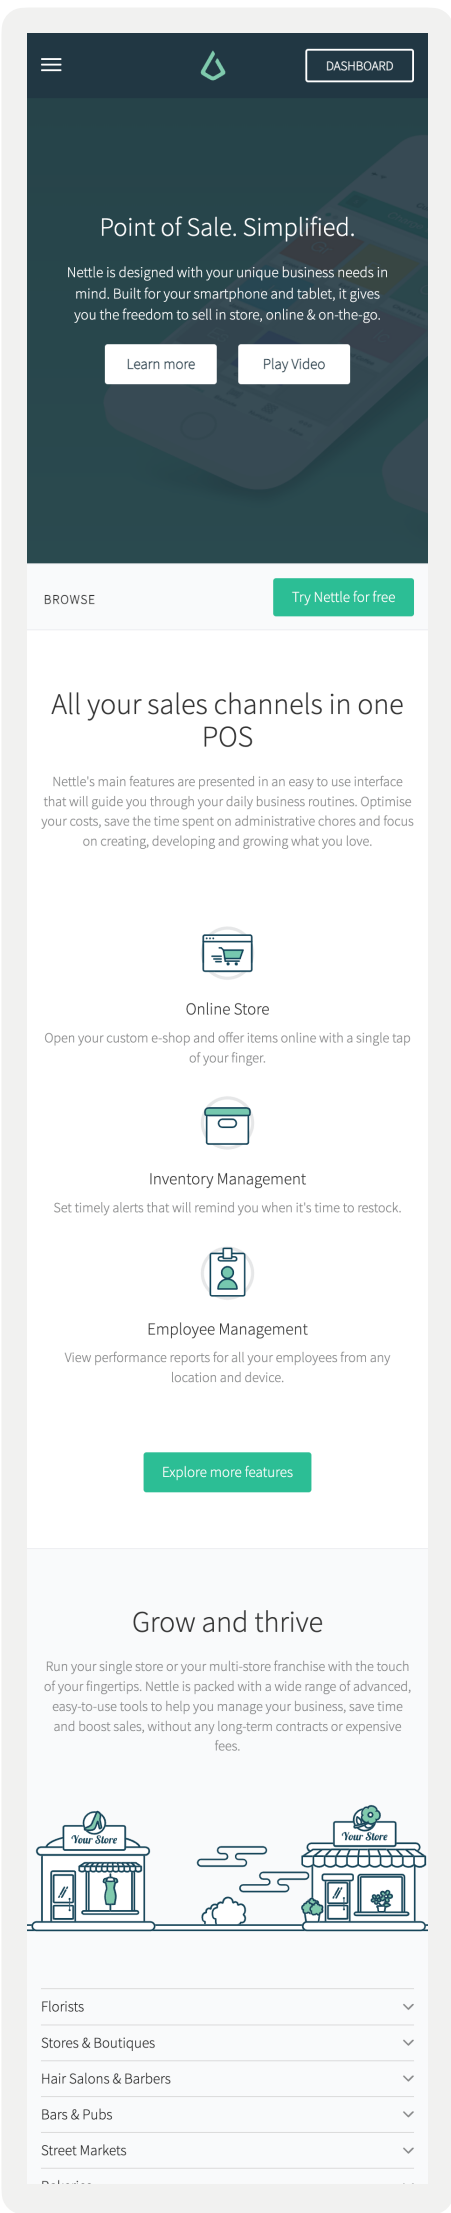 DASHBOARD
Point of Sale. Simplified.
Nettle is designed with your unique business needs in
mind. Built for your smartphone and tablet, it gives
you the freedom to sell in store, online & on-the-go.
Learn more
Play Video
BROWSE
Try Nettle for free
All your sales channels in one
POS
Nettle's main features are presented in an easy to use interface
that will guide you through your daily business routines. Optimise
your costs, save the time spent on administrative chores and focus
on creating, developing and growing what you love.
Online Store
Open your custom e-shop and offer items online with a single tap
of your finger.
Inventory Management
Set timely alerts that will remind you when it's time to restock.
Employee Management
View performance reports for all your employees from any
location and device.
Explore more features
Grow and thrive
Run your single store or your multi-store franchise with the touch
of your fingertips. Nettle is packed with a wide range of advanced,
easy-to-use tools to help you manage your business, save time
and boost sales, without any long-term contracts or expensive
fees.
Your Store
Your Store
Florists
Stores & Boutiques
Hair Salons & Barbers
Bars & Pubs
Street Markets